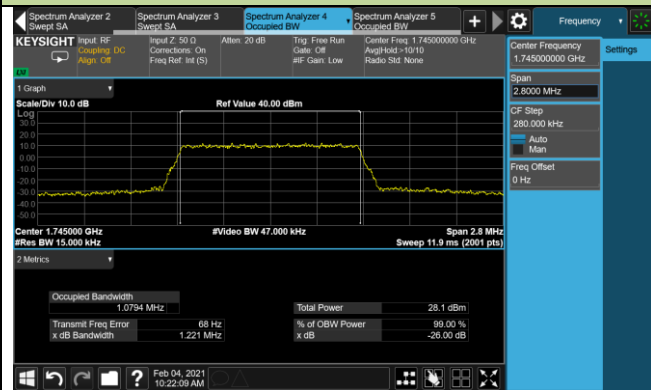 Spectrum Analyzer 2 Swept SA
Spectrum Analyzer 3 Swept SA
Spectrum Analyzer 4 Occupied BW
Spectrum Analyzer 5 Occupied BW
+
Frequency
KEYSIGHT
Input: RF
Coupling: DC
Align: Off
Input Z: 50 Ω
Corrections: On
Freq Ref: Int (S)
Atten: 20 dB
Trig: Free Run
Gate: Off
#IF Gain: Low
Center Freq: 1.745000000 GHz
Avg|Hold:>10/10
Radio Std: None
Center Frequency
1.745000000 GHz
Settings
Span
2.8000 MHz
CF Step
280.000 kHz
Auto
Man
Freq Offset
0 Hz
1 Graph
Scale/Div 10.0 dB
Ref Value 40.00 dBm
Log
30.0
20.0
10.0
0.00
-10.0
-20.0
-30.0
-40.0
-50.0
Center 1.745000 GHz
#Video BW 47.000 kHz
Span 2.8 MHz
#Res BW 15.000 kHz
Sweep 11.9 ms (2001 pts)
2 Metrics
Occupied Bandwidth
1.0794 MHz
Total Power 28.1 dBm
Transmit Freq Error 68 Hz
% of OBW Power 99.00 %
x dB Bandwidth 1.221 MHz
x dB -26.00 dB
?
Feb 04, 2021
10:22:09 AM